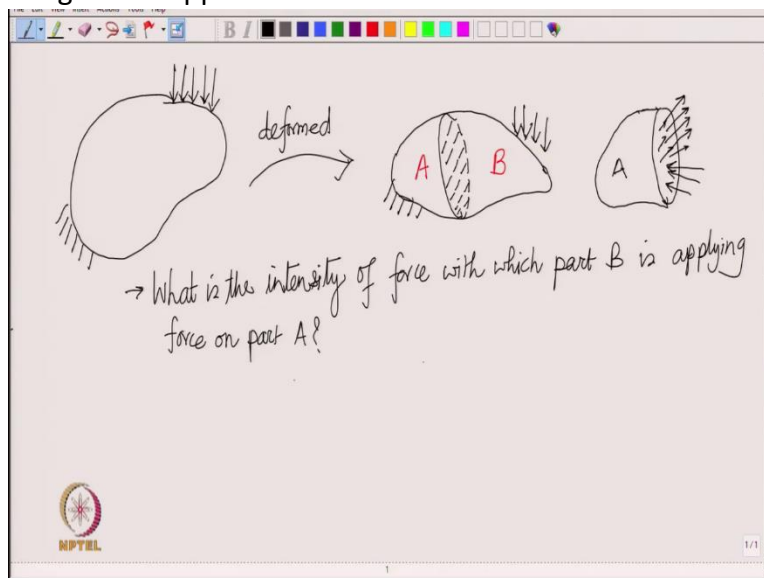 B I
deformed
A
B
A
→ What is the intensity of force with which part B is applying
force on part A?
NPTEL
1/1
1